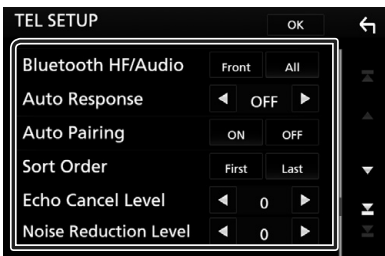 TEL SETUP OK
Bluetooth HF/Audio Front All
Auto Response OFF
Auto Pairing ON OFF
Sort Order First Last
Echo Cancel Level 0
Noise Reduction Level 0